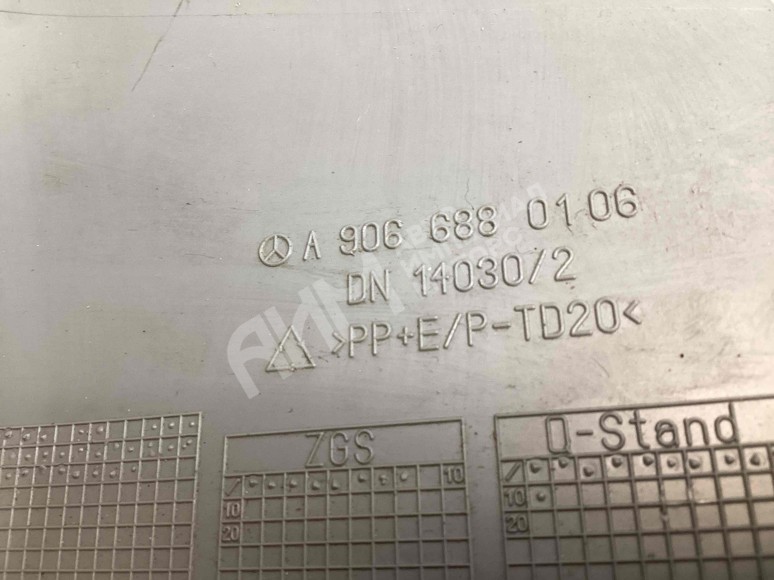 A 906 688 01 06
DN 14030/2
>PP+E/P-TD20<
ZGS
/ 10
10
20
Q-Stand
/
10
20